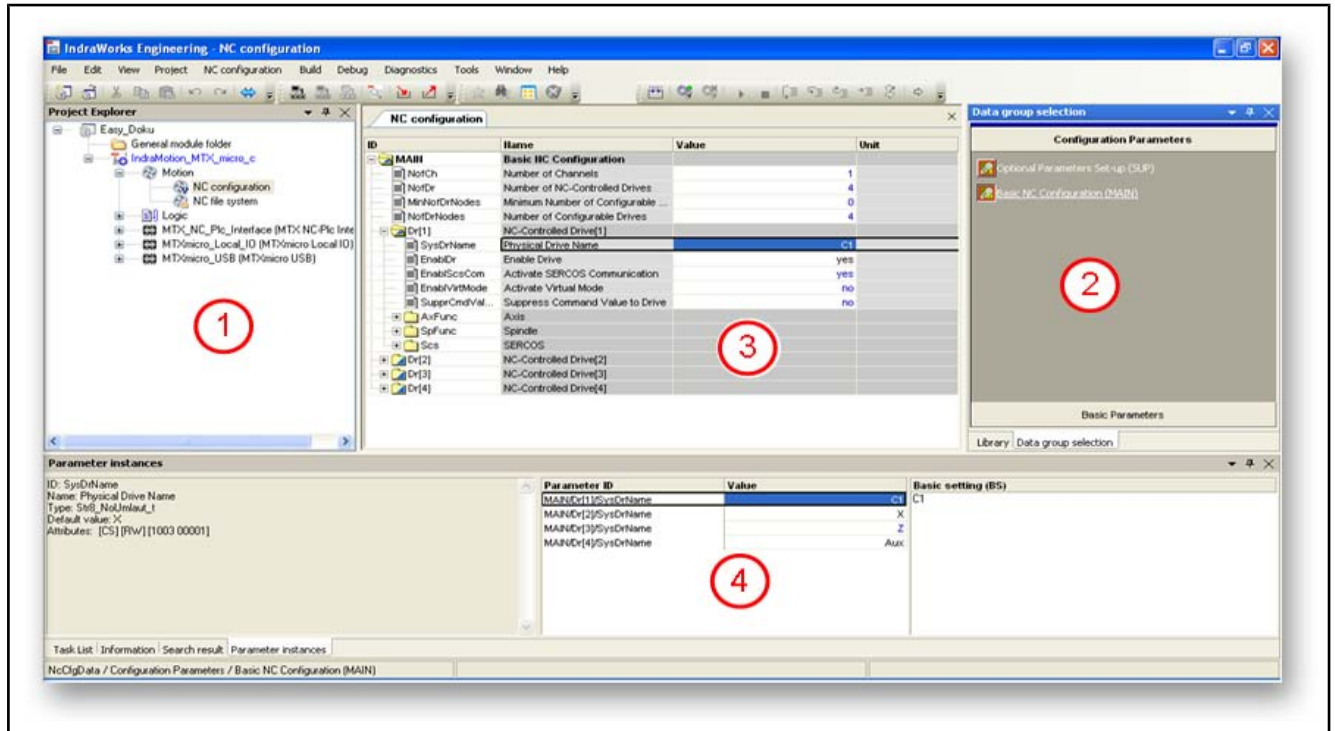 IndraWorks Engineering - NC configuration
File Edit View Project NC configuration Build Debug Diagnostics Tools Window Help
Project Explorer
Easy_Doku
General module folder
IndraMotion_MTX_micro_c
Motion
NC configuration
NC file system
Logic
MTX_NC_Plc_Interface (MTX NC-Plc Inte
MTXmicro_Local_IO (MTXmicro Local IO)
MTXmicro_USB (MTXmicro USB)
1
NC configuration
ID Name Value Unit
MAIN Basic NC Configuration
NofCh Number of Channels 1
NofDr Number of NC-Controlled Drives 4
MinNofDrNodes Minimum Number of Configurable ... 0
NofDrNodes Number of Configurable Drives 4
Dr[1] NC-Controlled Drive[1]
SysDrName Physical Drive Name C1
EnablDr Enable Drive yes
EnablScsCom Activate SERCOS Communication yes
EnablVirtMode Activate Virtual Mode no
SupprCmdVal... Suppress Command Value to Drive no
AxFunc Axis
SpFunc Spindle
Scs SERCOS
Dr[2] NC-Controlled Drive[2]
Dr[3] NC-Controlled Drive[3]
Dr[4] NC-Controlled Drive[4]
3
Data group selection
Configuration Parameters
Optional Parameters Set-up (SUP)
Basic NC Configuration (MAIN)
2
Basic Parameters
Library Data group selection
Parameter instances
ID: SysDrName
Name: Physical Drive Name
Type: Str8_NoUmlaut_t
Default value: X
Attributes: [CS] [RW] [1003 00001]
Parameter ID Value
MAIN/Dr[1]/SysDrName C1
MAIN/Dr[2]/SysDrName X
MAIN/Dr[3]/SysDrName Z
MAIN/Dr[4]/SysDrName Aux
4
Basic setting (BS)
C1
Task List Information Search result Parameter instances
NcCfgData / Configuration Parameters / Basic NC Configuration (MAIN)